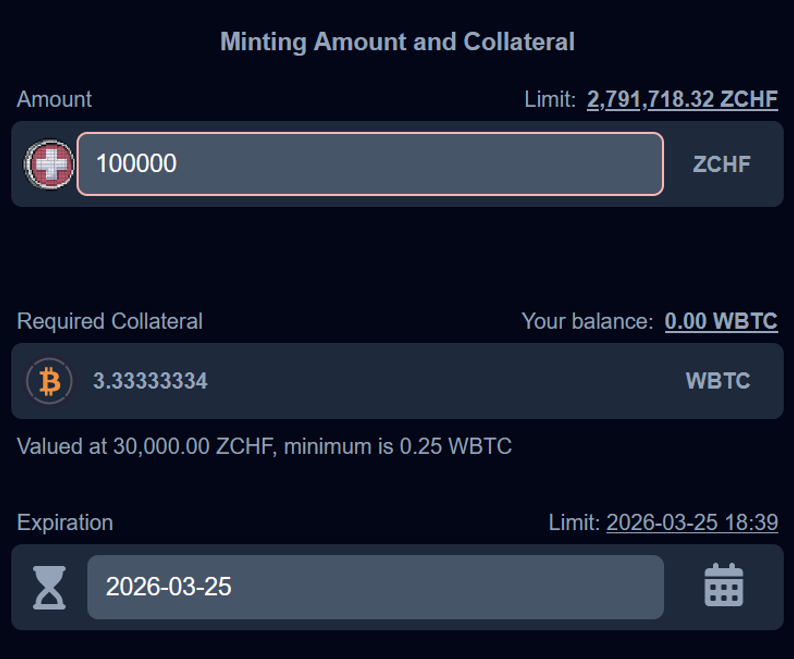 Minting Amount and Collateral
Amount Limit: 2,791,718.32 ZCHF
100000 ZCHF
Required Collateral Your balance: 0.00 WBTC
3.33333334 WBTC
Valued at 30,000.00 ZCHF, minimum is 0.25 WBTC
Expiration Limit: 2026-03-25 18:39
2026-03-25